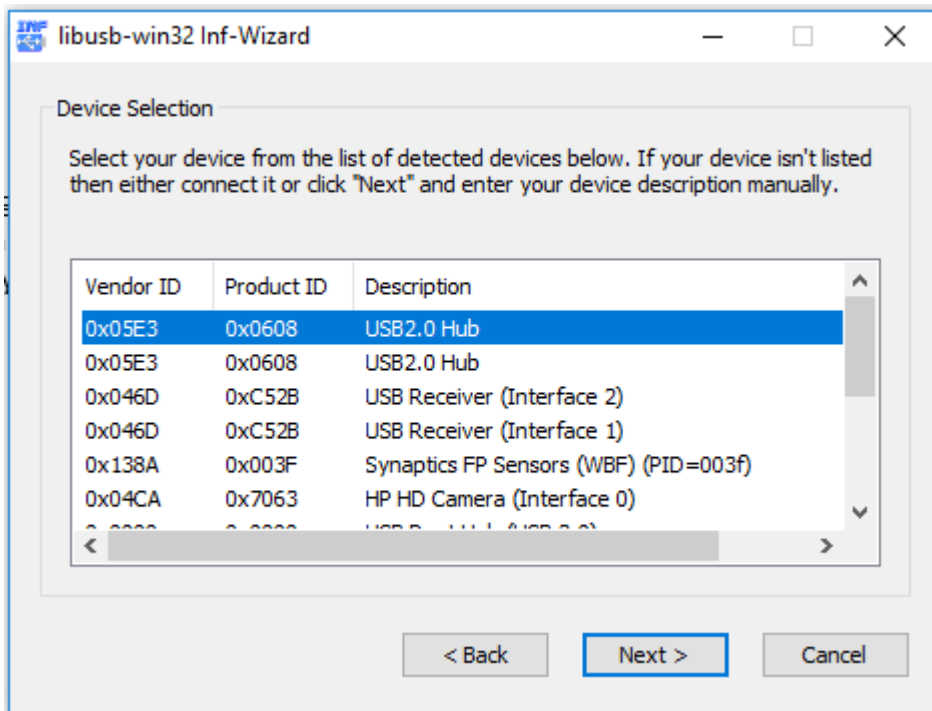 INF
libusb-win32 Inf-Wizard
Device Selection
Select your device from the list of detected devices below. If your device isn't listed
then either connect it or click "Next" and enter your device description manually.
Vendor ID Product ID Description
0x05E3 0x0608 USB2.0 Hub
0x05E3 0x0608 USB2.0 Hub
0x046D 0xC52B USB Receiver (Interface 2)
0x046D 0xC52B USB Receiver (Interface 1)
0x138A 0x003F Synaptics FP Sensors (WBF) (PID=003f)
0x04CA 0x7063 HP HD Camera (Interface 0)
< Back Next > Cancel